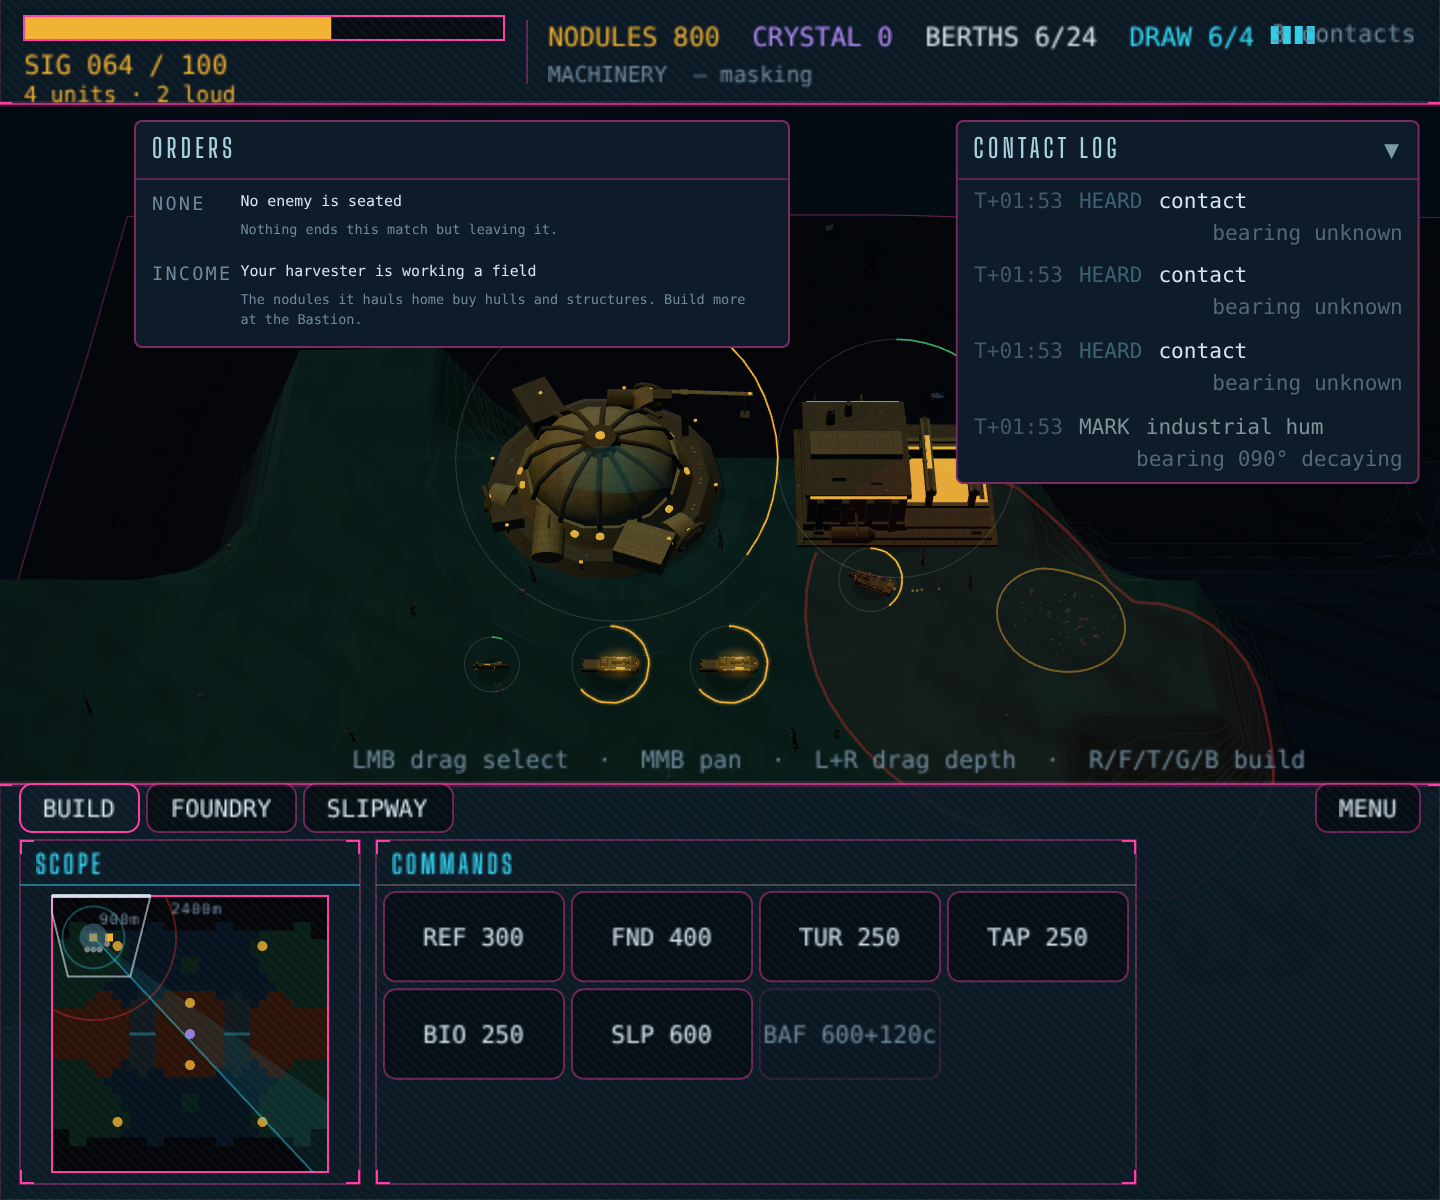 SIG 064 / 100
4 units · 2 loud
NODULES 800 CRYSTAL 0 BERTHS 6/24 DRAW 6/4
MACHINERY — masking
ORDERS
NONE No enemy is seated
Nothing ends this match but leaving it.
INCOME Your harvester is working a field
The nodules it hauls home buy hulls and structures. Build more
at the Bastion.
CONTACT LOG ▼
T+01:53 HEARD contact
bearing unknown
T+01:53 HEARD contact
bearing unknown
T+01:53 HEARD contact
bearing unknown
T+01:53 MARK industrial hum
bearing 090° decaying
LMB drag select · MMB pan · L+R drag depth · R/F/T/G/B build
BUILD FOUNDRY SLIPWAY MENU
SCOPE
900m 2400m
COMMANDS
REF 300 FND 400 TUR 250 TAP 250
BIO 250 SLP 600 BAF 600+120c